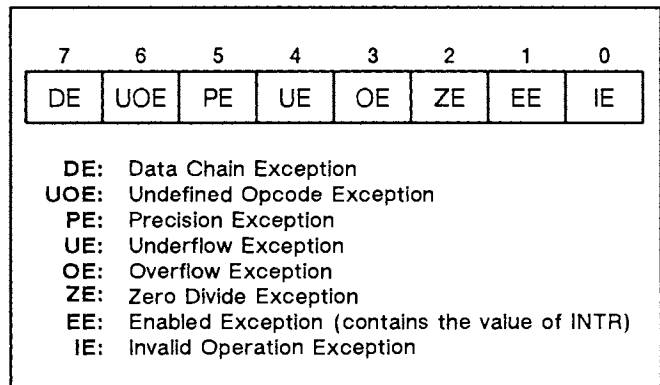 7 6 5 4 3 2 1 0
DE UOE PE UE OE ZE EE IE
DE: Data Chain Exception
UOE: Undefined Opcode Exception
PE: Precision Exception
UE: Underflow Exception
OE: Overflow Exception
ZE: Zero Divide Exception
EE: Enabled Exception (contains the value of INTR)
IE: Invalid Operation Exception